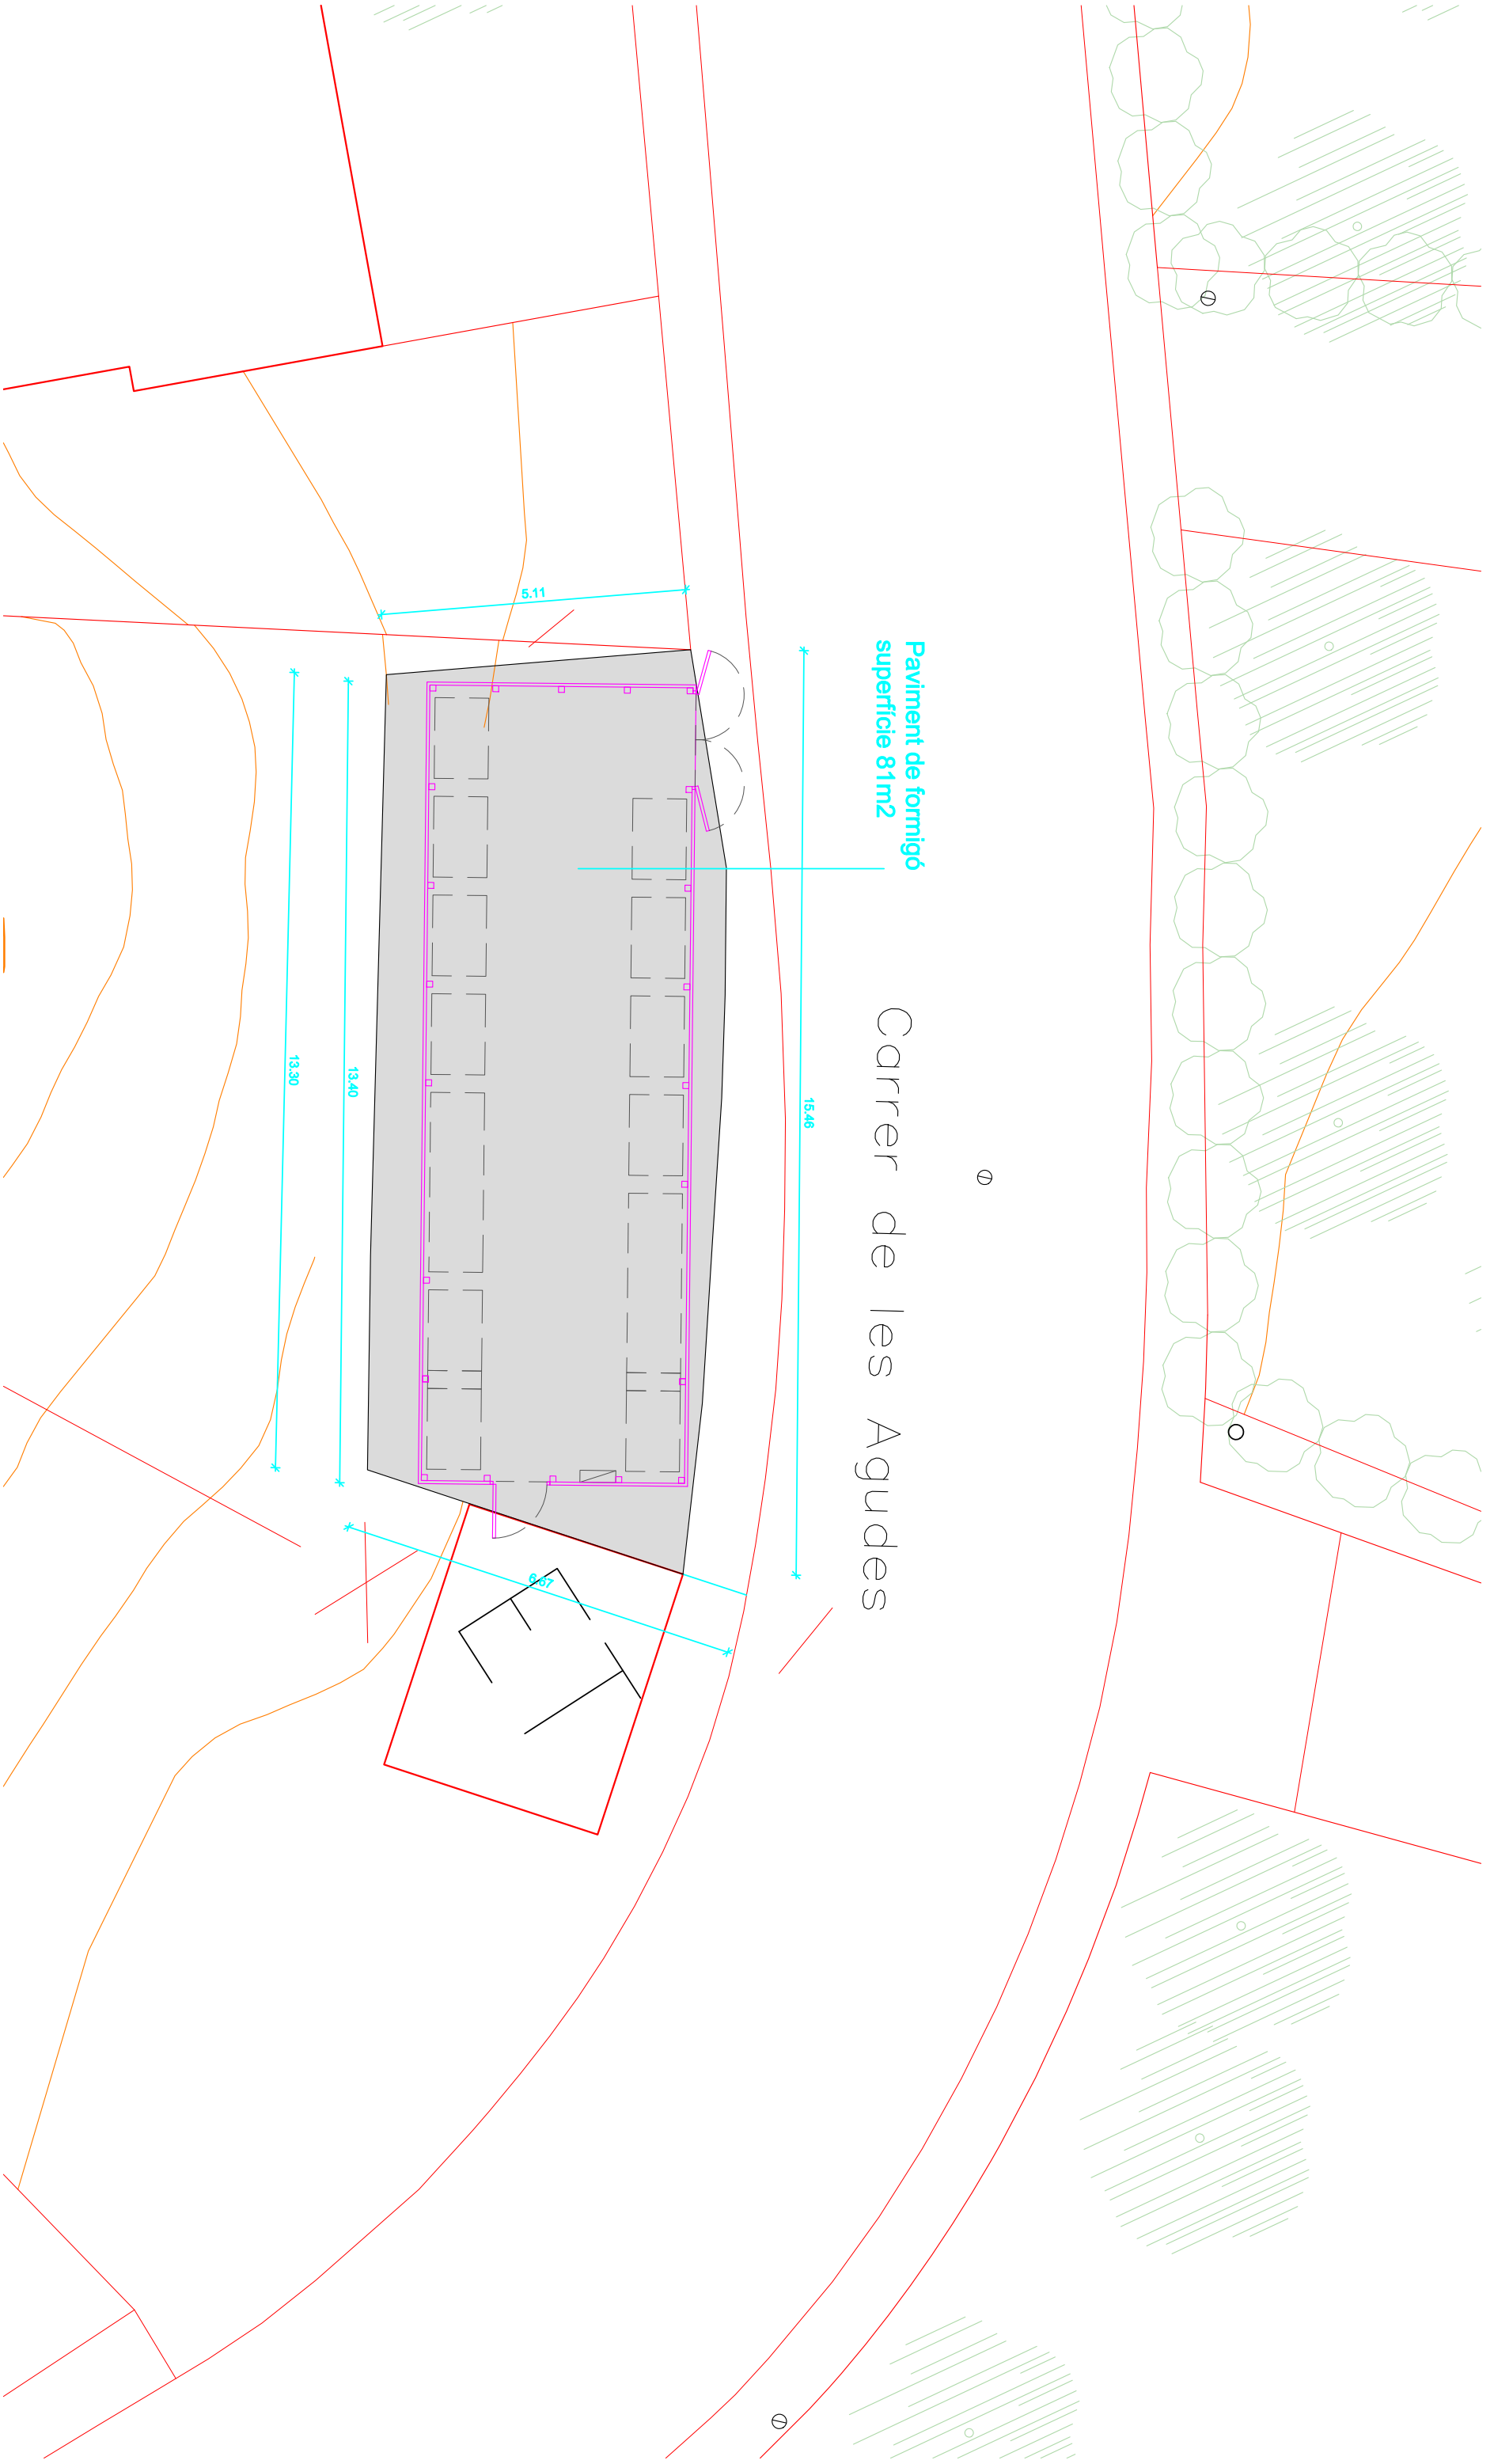 Paviment de formigó
superfície 81m2
Carrer de les Agudes
5.11
15.46
13.40
13.30
6.67